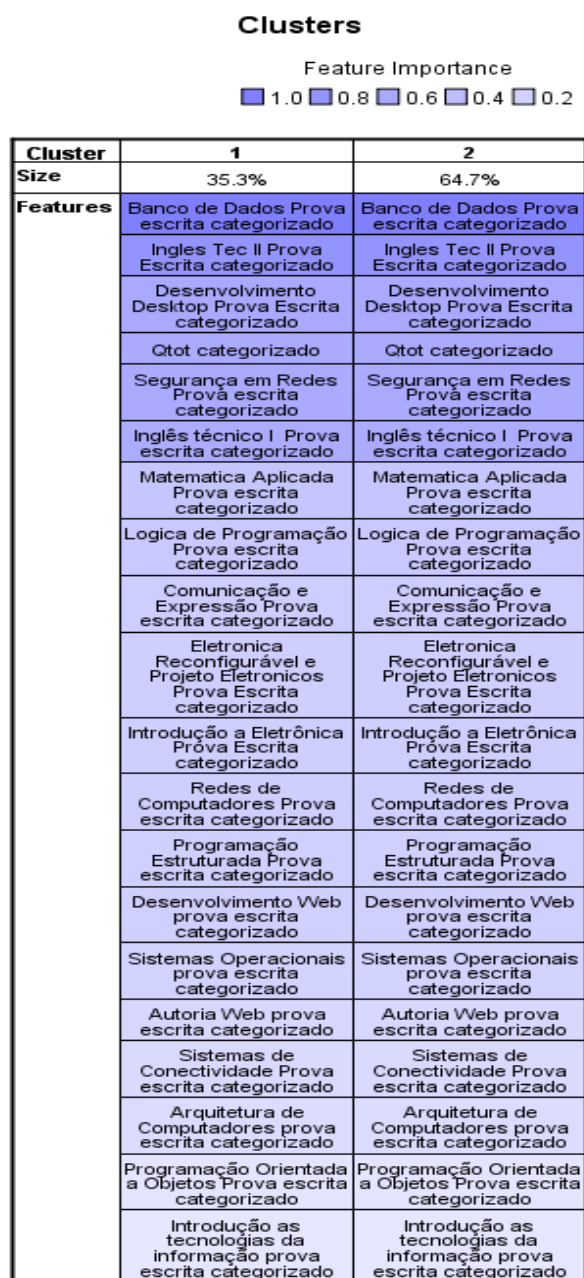 Clusters
Feature Importance
1.0 0.8 0.6 0.4 0.2
Cluster 1 2
Size 35.3% 64.7%
Features Banco de Dados Prova Banco de Dados Prova
escrita categorizado escrita categorizado
Ingles Tec II Prova Ingles Tec II Prova
Escrita categorizado Escrita categorizado
Desenvolvimento Desenvolvimento
Desktop Prova Escrita Desktop Prova Escrita
categorizado categorizado
Qtot categorizado Qtot categorizado
Segurança em Redes Segurança em Redes
Prova escrita Prova escrita
categorizado categorizado
Inglês técnico I Prova Inglês técnico I Prova
escrita categorizado escrita categorizado
Matematica Aplicada Matematica Aplicada
Prova escrita Prova escrita
categorizado categorizado
Logica de Programação Logica de Programação
Prova escrita Prova escrita
categorizado categorizado
Comunicação e Comunicação e
Expressão Prova Expressão Prova
escrita categorizado escrita categorizado
Eletronica Eletronica
Reconfigurável e Reconfigurável e
Projeto Eletronicos Projeto Eletronicos
Prova Escrita Prova Escrita
categorizado categorizado
Introdução a Eletrônica Introdução a Eletrônica
Prova Escrita Prova Escrita
categorizado categorizado
Redes de Redes de
Computadores Prova Computadores Prova
escrita categorizado escrita categorizado
Programação Programação
Estruturada Prova Estruturada Prova
escrita categorizado escrita categorizado
Desenvolvimento Web Desenvolvimento Web
prova escrita prova escrita
categorizado categorizado
Sistemas Operacionais Sistemas Operacionais
prova escrita prova escrita
categorizado categorizado
Autoria Web prova Autoria Web prova
escrita categorizado escrita categorizado
Sistemas de Sistemas de
Conectividade Prova Conectividade Prova
escrita categorizado escrita categorizado
Arquitetura de Arquitetura de
Computadores prova Computadores prova
escrita categorizado escrita categorizado
Programação Orientada Programação Orientada
a Objetos Prova escrita a Objetos Prova escrita
categorizado categorizado
Introdução as Introdução as
tecnologias da tecnologias da
informação prova informação prova
escrita categorizado escrita categorizado